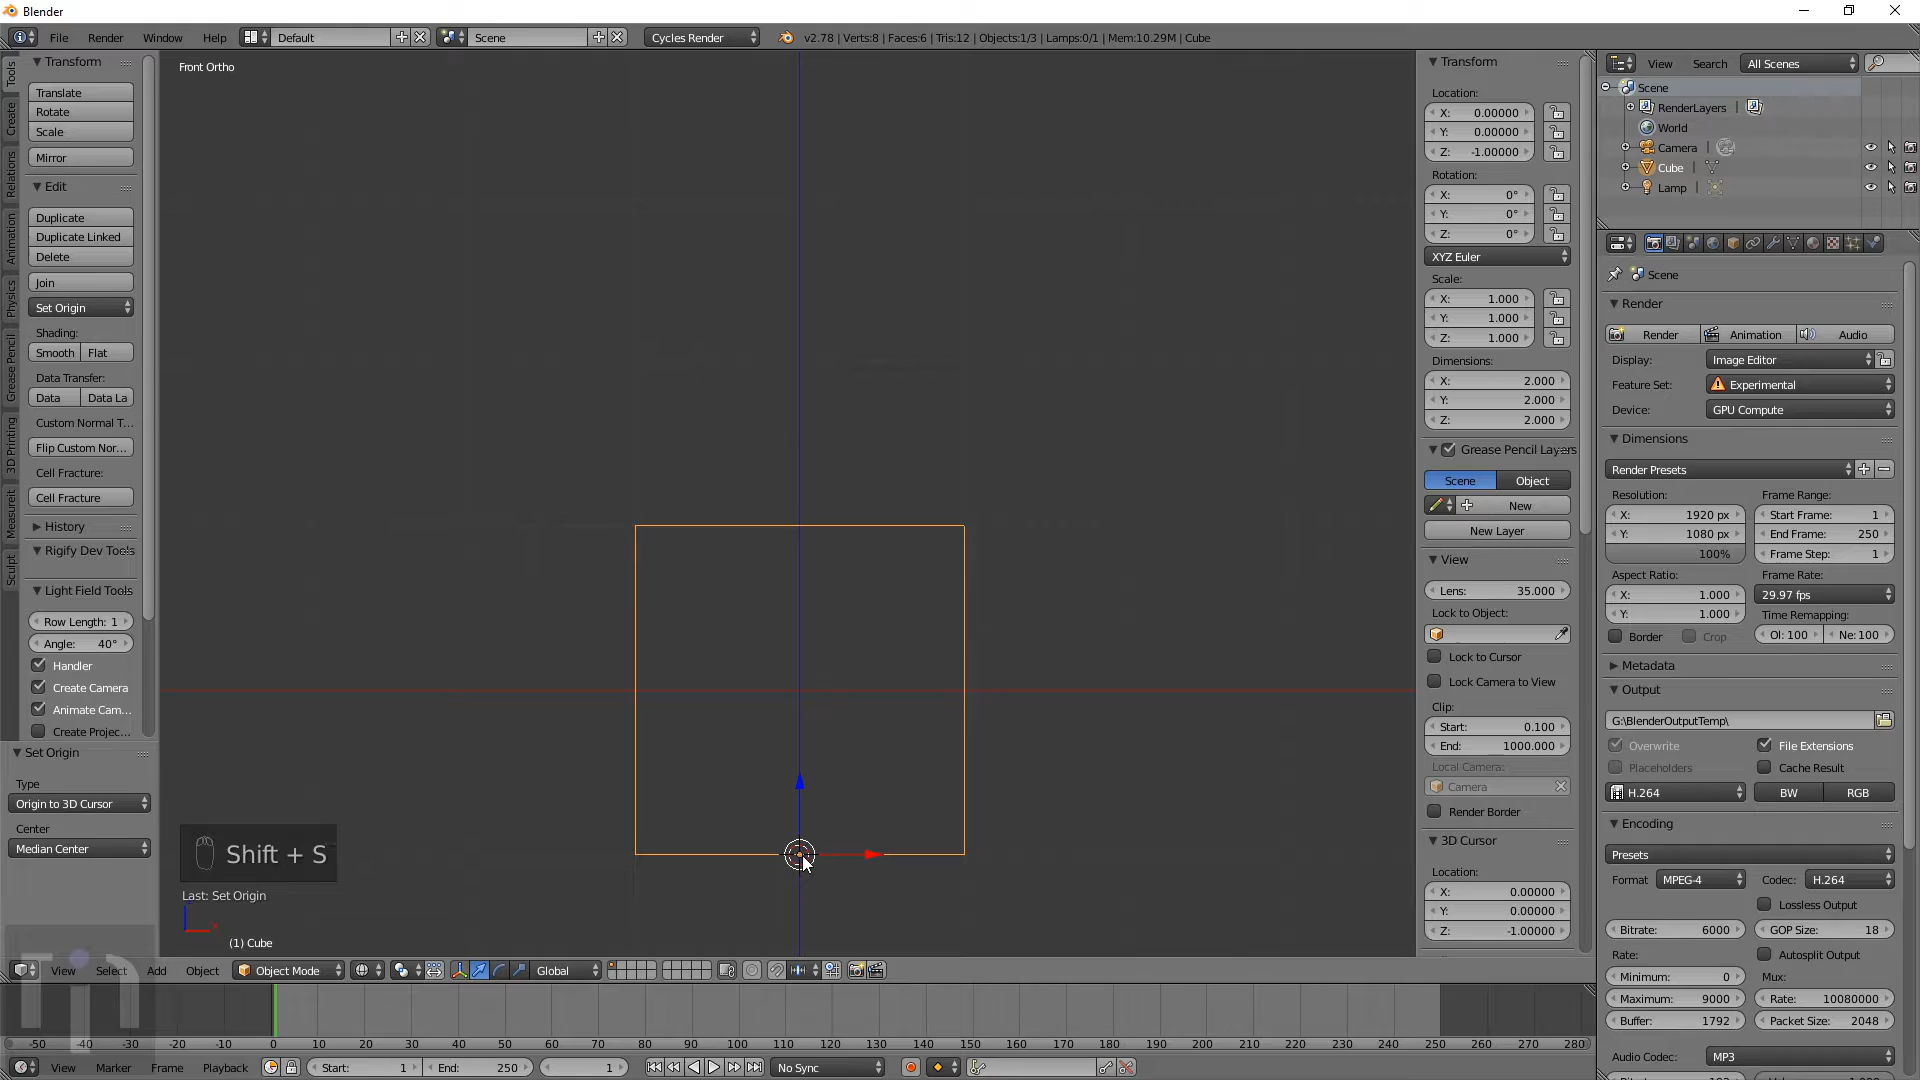 Blender
File Render Window Help Default Scene Cycles Render v2.78 | Verts:8 | Faces:6 | Tris:12 | Objects:1/3 | Lamps:0/1 | Mem:10.29M | Cube
Tools
Create
Relations
Animation
Physics
Grease Pencil
3D Printing
Measureit
Sculpt
Transform
Translate
Rotate
Scale
Mirror
Edit
Duplicate
Duplicate Linked
Delete
Join
Set Origin
Shading:
Smooth Flat
Data Transfer:
Data Data La
Custom Normal T...
Flip Custom Nor...
Cell Fracture:
Cell Fracture
History
Rigify Dev Tools
Light Field Tools
Row Length: 1
Angle: 40°
Handler
Create Camera
Animate Cam...
Create Projec...
Set Origin
Type
Origin to 3D Cursor
Center
Median Center
Front Ortho
Shift + S
Last: Set Origin
(1) Cube
View Select Add Object Object Mode Global
Transform
Location:
X: 0.00000
Y: 0.00000
Z: -1.00000
Rotation:
X: 0°
Y: 0°
Z: 0°
XYZ Euler
Scale:
X: 1.000
Y: 1.000
Z: 1.000
Dimensions:
X: 2.000
Y: 2.000
Z: 2.000
Grease Pencil Layers
Scene Object
New
New Layer
View
Lens: 35.000
Lock to Object:
Lock to Cursor
Lock Camera to View
Clip:
Start: 0.100
End: 1000.000
Local Camera:
Camera
Render Border
3D Cursor
Location:
X: 0.00000
Y: 0.00000
Z: -1.00000
View Search All Scenes
Scene
RenderLayers
World
Camera
Cube
Lamp
Scene
Render
Render Animation Audio
Display: Image Editor
Feature Set: Experimental
Device: GPU Compute
Dimensions
Render Presets
Resolution: Frame Range:
X: 1920 px Start Frame: 1
Y: 1080 px End Frame: 250
100% Frame Step: 1
Aspect Ratio: Frame Rate:
X: 1.000 29.97 fps
Y: 1.000 Time Remapping:
Border Crop Ol: 100 Ne:100
Metadata
Output
G:\BlenderOutputTemp\
Overwrite File Extensions
Placeholders Cache Result
H.264 BW RGB
Encoding
Presets
Format MPEG-4 Codec: H.264
Lossless Output
Bitrate: 6000 GOP Size: 18
Rate: Autosplit Output
Minimum: 0 Mux:
Maximum: 9000 Rate: 10080000
Buffer: 1792 Packet Size: 2048
Audio Codec: MP3
-50 -40 -30 -20 -10 0 10 20 30 40 50 60 70 80 90 100 110 120 130 140 150 160 170 180 190 200 210 220 230 240 250 260 270 280
View Marker Frame Playback Start: 1 End: 250 1 No Sync